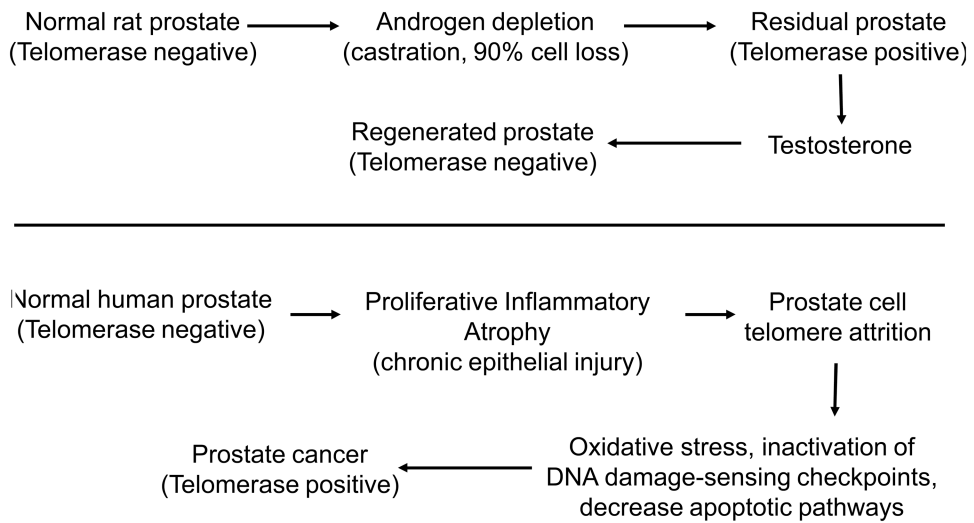 Normal rat prostate
(Telomerase negative)
Androgen depletion
(castration, 90% cell loss)
Residual prostate
(Telomerase positive)
Testosterone
Regenerated prostate
(Telomerase negative)
Normal human prostate
(Telomerase negative)
Proliferative Inflammatory
Atrophy
(chronic epithelial injury)
Prostate cell
telomere attrition
Oxidative stress, inactivation of
DNA damage-sensing checkpoints,
decrease apoptotic pathways
Prostate cancer
(Telomerase positive)